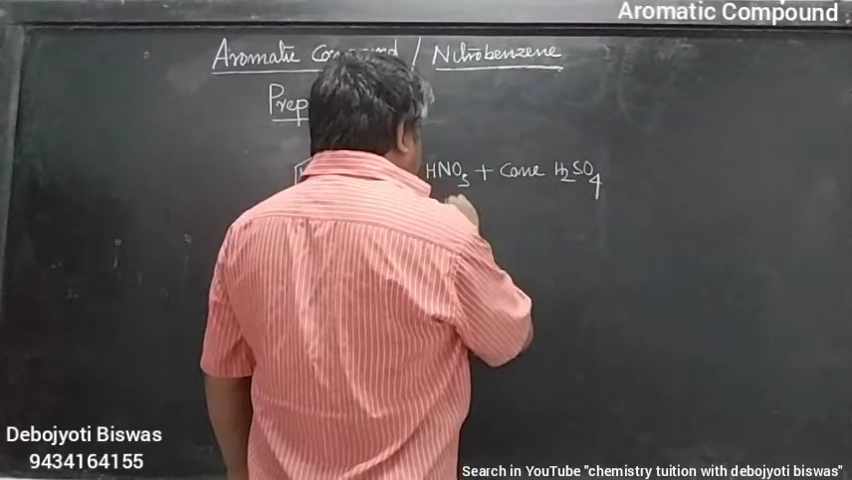 Aromatic Compound
Aromatic Compound / Nitrobenzene
Prep
HNO3 + Conc H2SO4
Debojyoti Biswas
9434164155
Search in YouTube "chemistry tuition with debojyoti biswas"